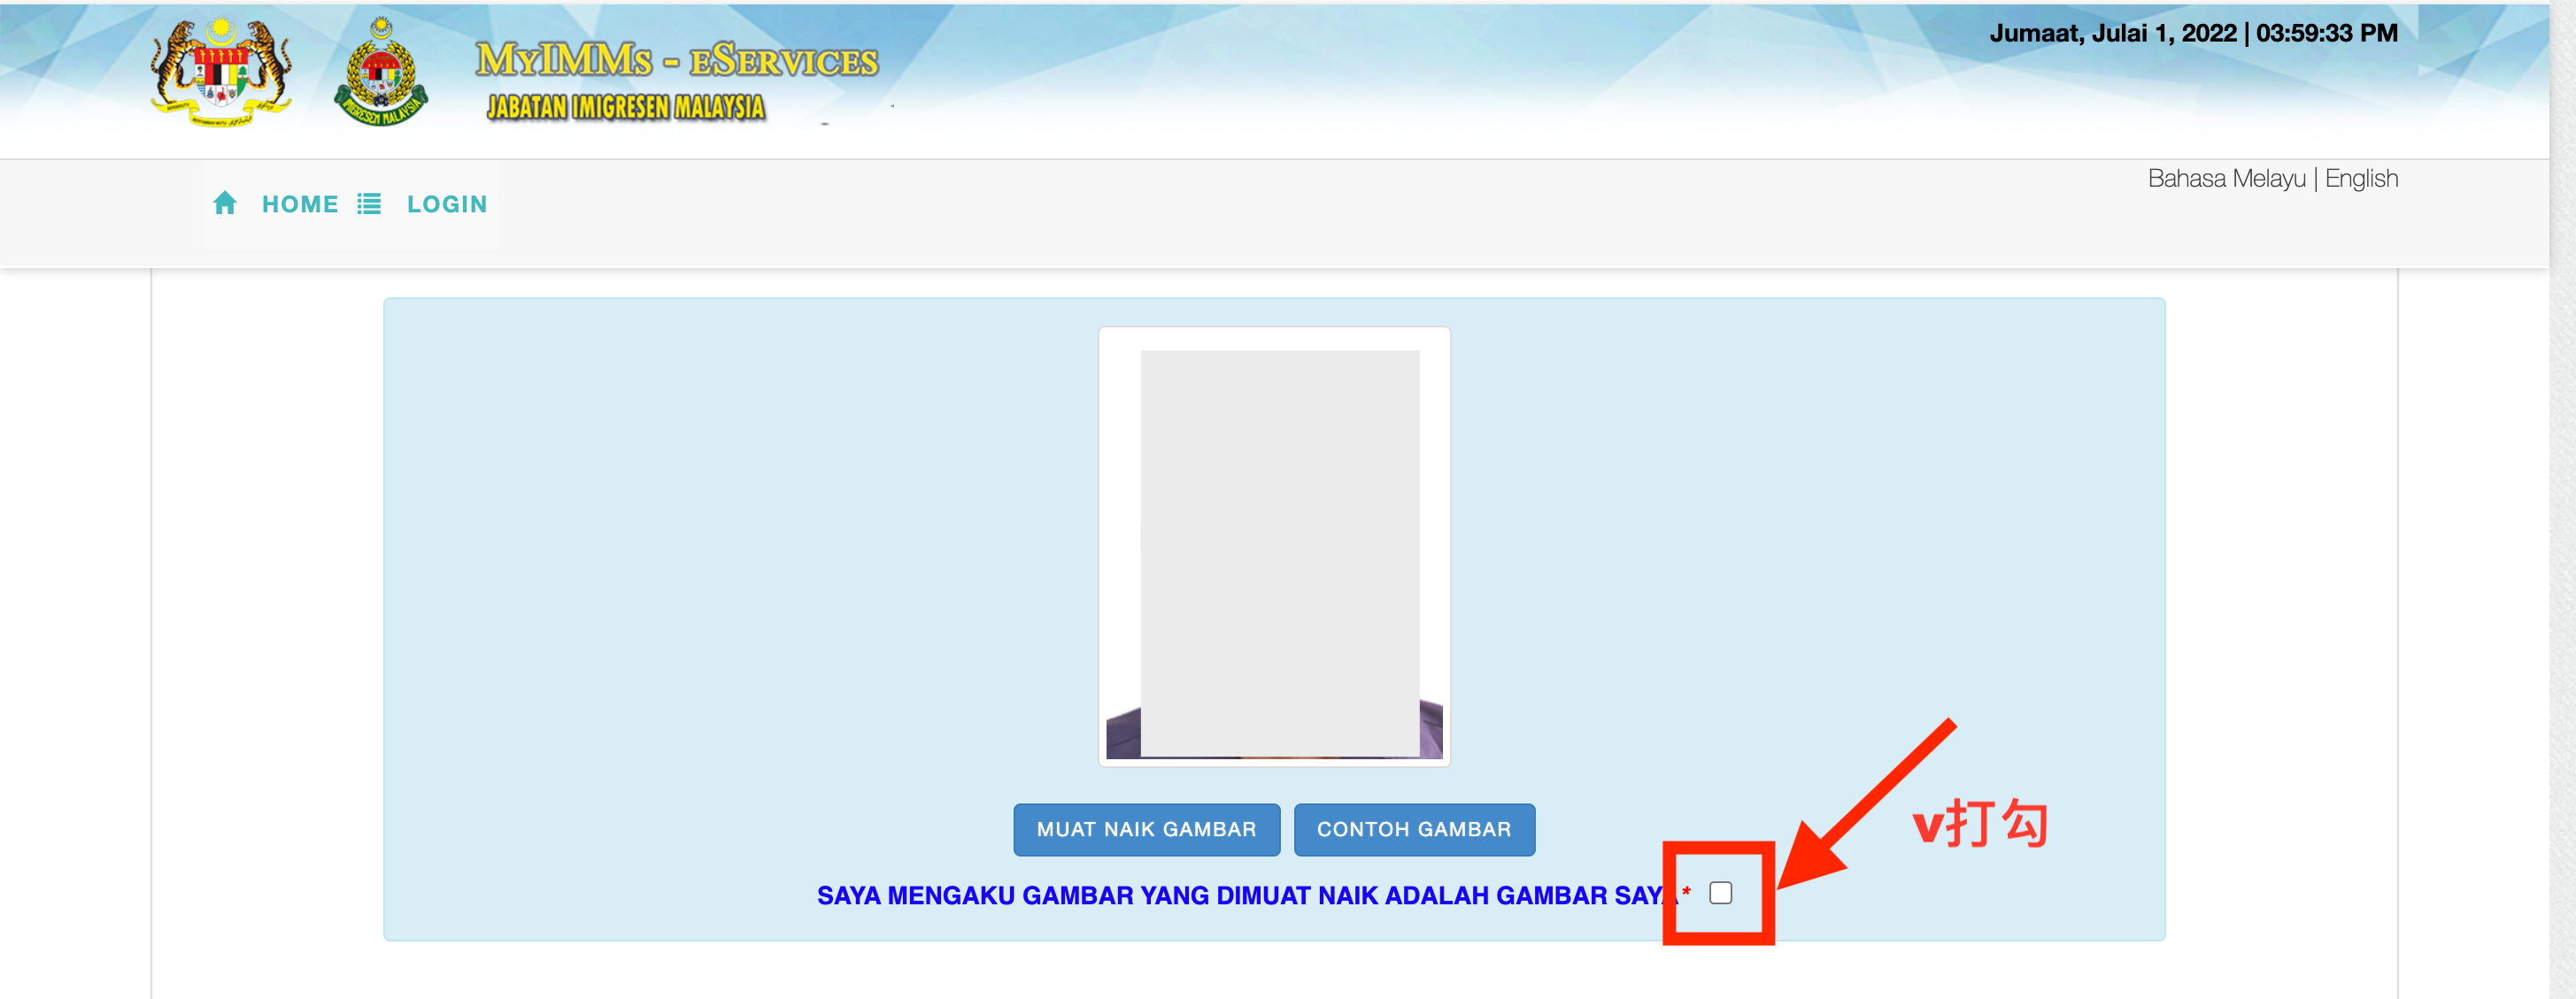 Jumaat, Julai 1, 2022 | 03:59:33 PM
MyIMMs - eServices
JABATAN IMIGRESEN MALAYSIA
IMIGRESEN MALAYSIA
Bahasa Melayu | English
HOME LOGIN
MUAT NAIK GAMBAR CONTOH GAMBAR
v打勾
SAYA MENGAKU GAMBAR YANG DIMUAT NAIK ADALAH GAMBAR SAYA *